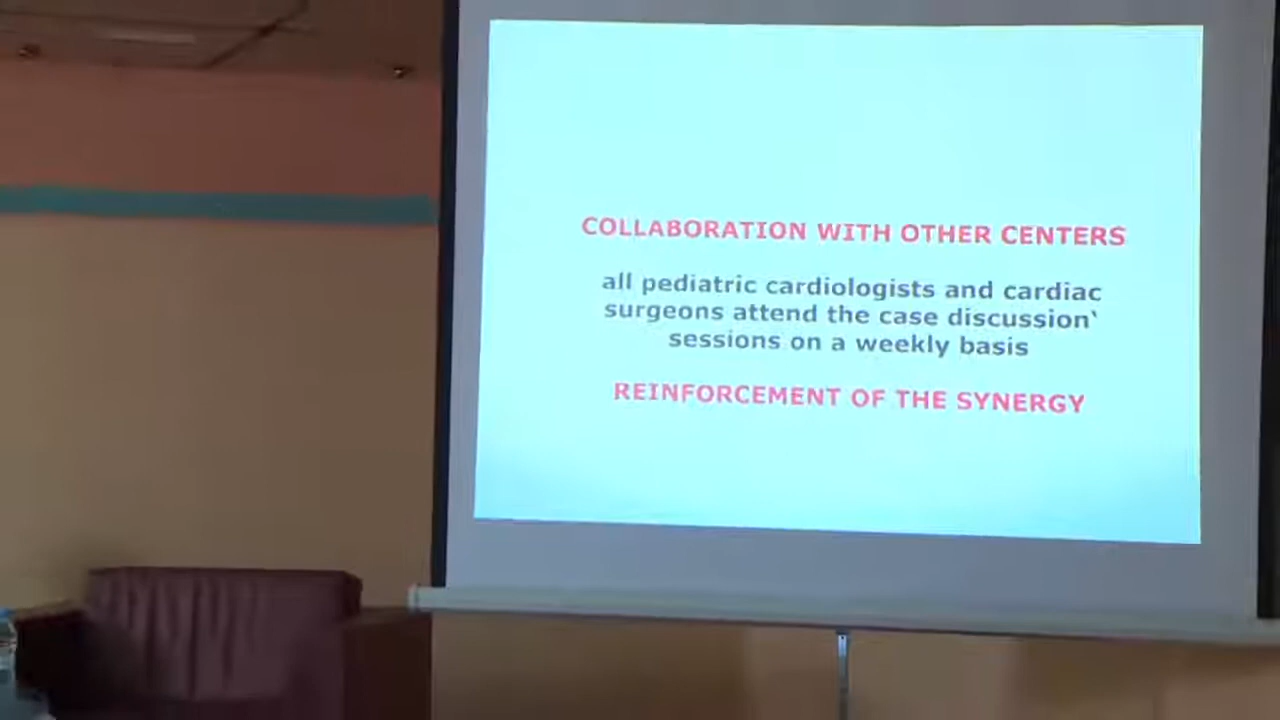 COLLABORATION WITH OTHER CENTERS
all pediatric cardiologists and cardiac
surgeons attend the case discussion‘
sessions on a weekly basis
REINFORCEMENT OF THE SYNERGY